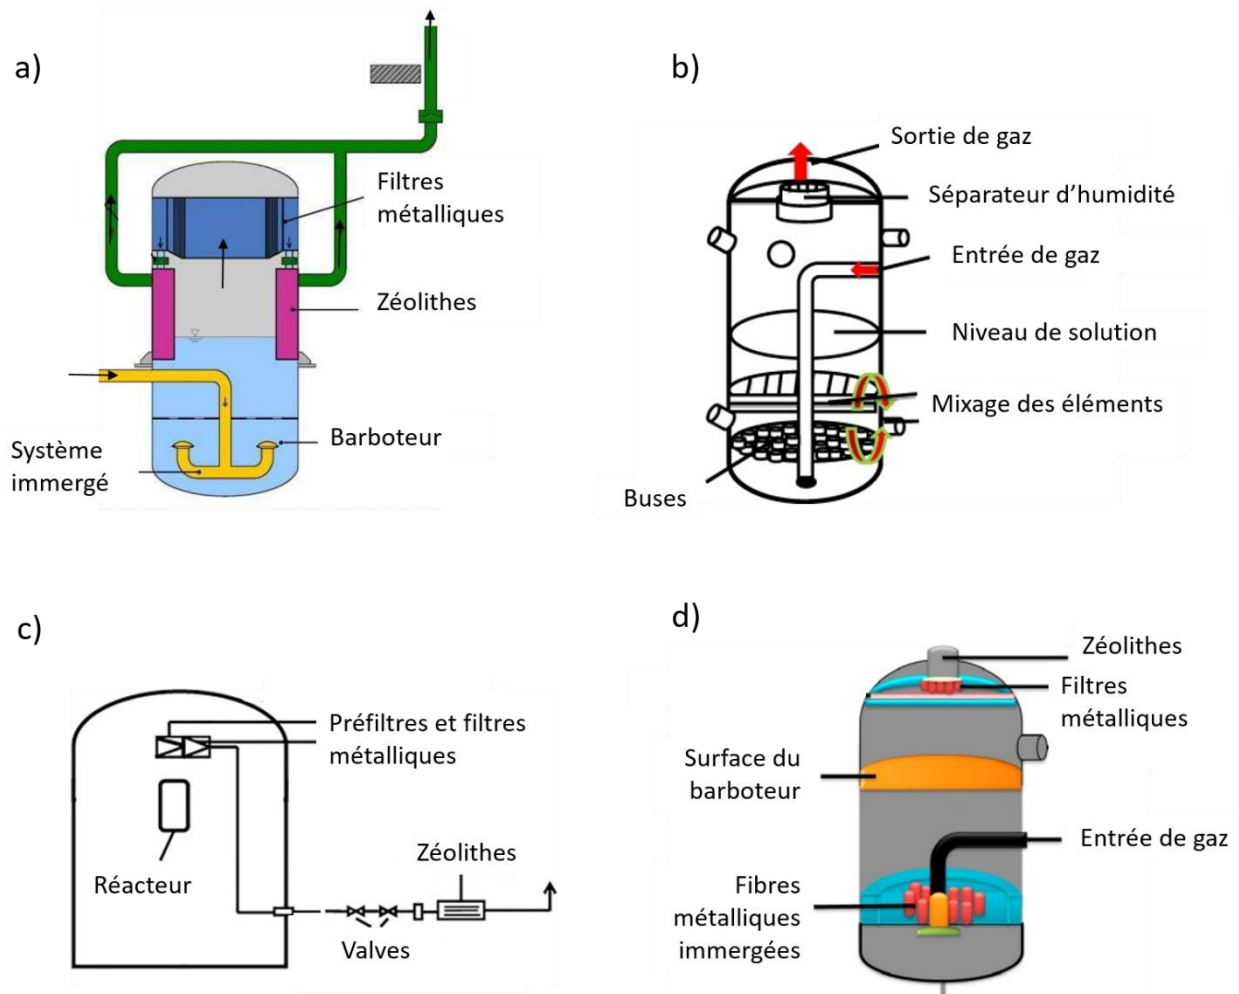 a)
Filtres
métalliques
Zéolithes
Barboteur
Système
immergé
b)
Sortie de gaz
Séparateur d’humidité
Entrée de gaz
Niveau de solution
Mixage des éléments
Buses
c)
Préfiltres et filtres
métalliques
Réacteur
Zéolithes
Valves
d)
Zéolithes
Filtres
métalliques
Surface du
barboteur
Entrée de gaz
Fibres
métalliques
immergées